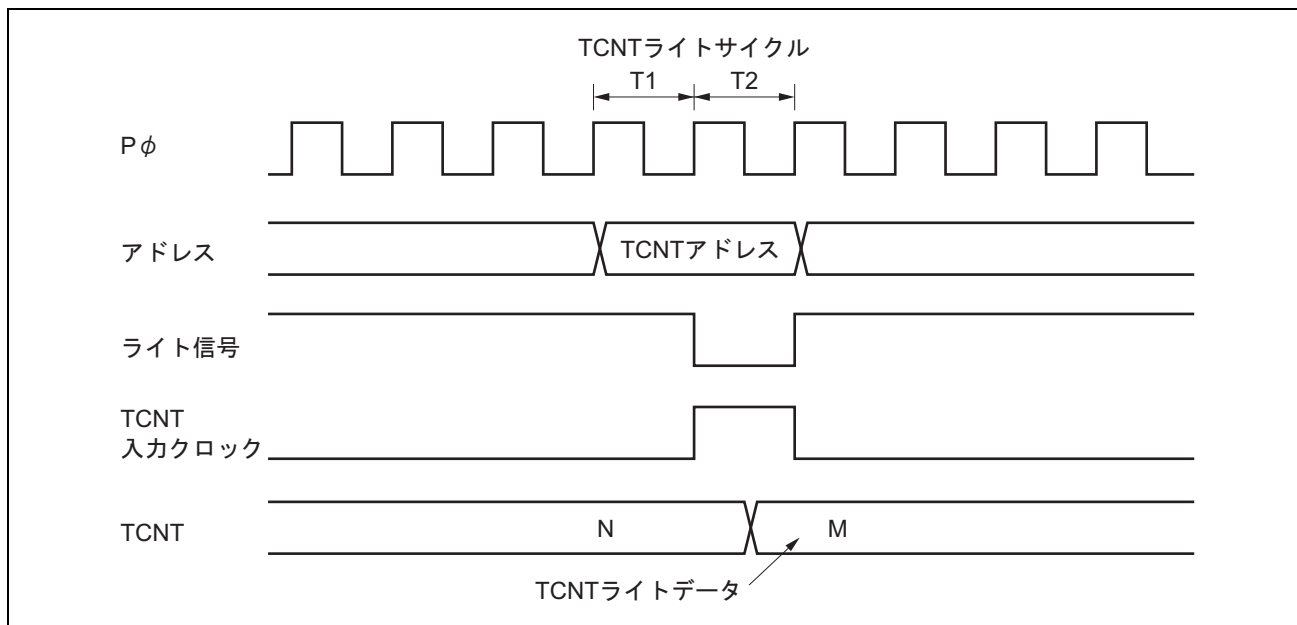 TCNTライトサイクル
T1
T2
Pφ
アドレス
TCNTアドレス
ライト信号
TCNT
入力クロック
TCNT
N
M
TCNTライトデータ